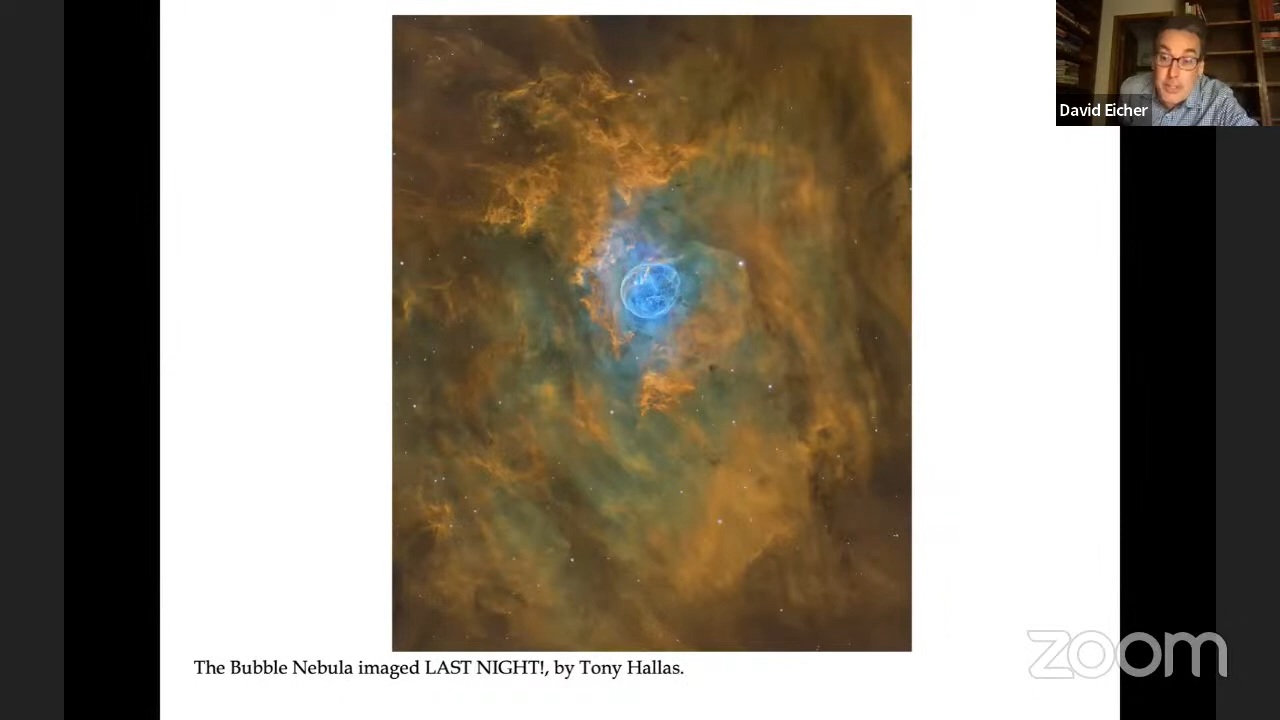 David Eicher
The Bubble Nebula imaged LAST NIGHT!, by Tony Hallas.
zoom